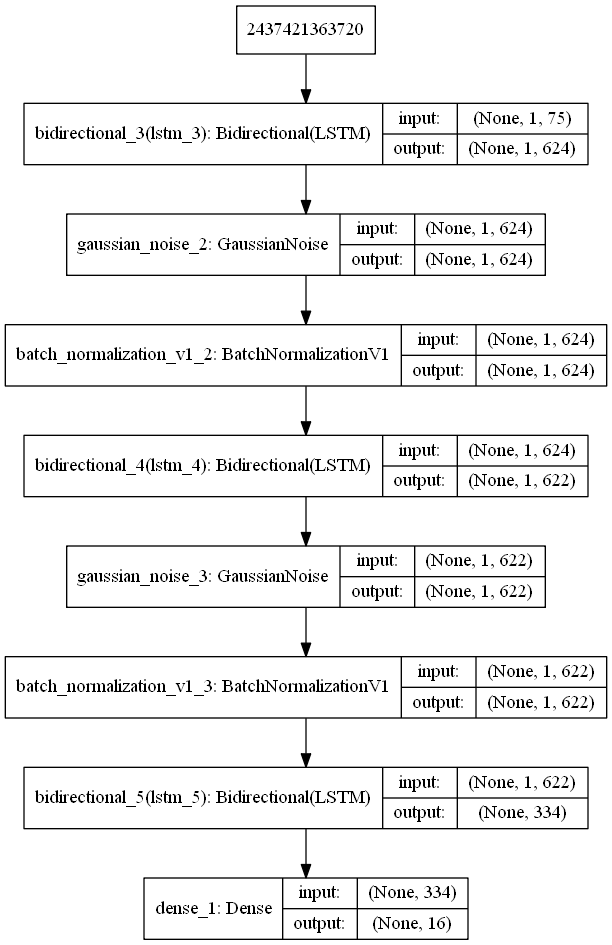 2437421363720
bidirectional_3(lstm_3): Bidirectional(LSTM)
input: (None, 1, 75)
output: (None, 1, 624)
gaussian_noise_2: GaussianNoise
input: (None, 1, 624)
output: (None, 1, 624)
batch_normalization_v1_2: BatchNormalizationV1
input: (None, 1, 624)
output: (None, 1, 624)
bidirectional_4(lstm_4): Bidirectional(LSTM)
input: (None, 1, 624)
output: (None, 1, 622)
gaussian_noise_3: GaussianNoise
input: (None, 1, 622)
output: (None, 1, 622)
batch_normalization_v1_3: BatchNormalizationV1
input: (None, 1, 622)
output: (None, 1, 622)
bidirectional_5(lstm_5): Bidirectional(LSTM)
input: (None, 1, 622)
output: (None, 334)
dense_1: Dense
input: (None, 334)
output: (None, 16)